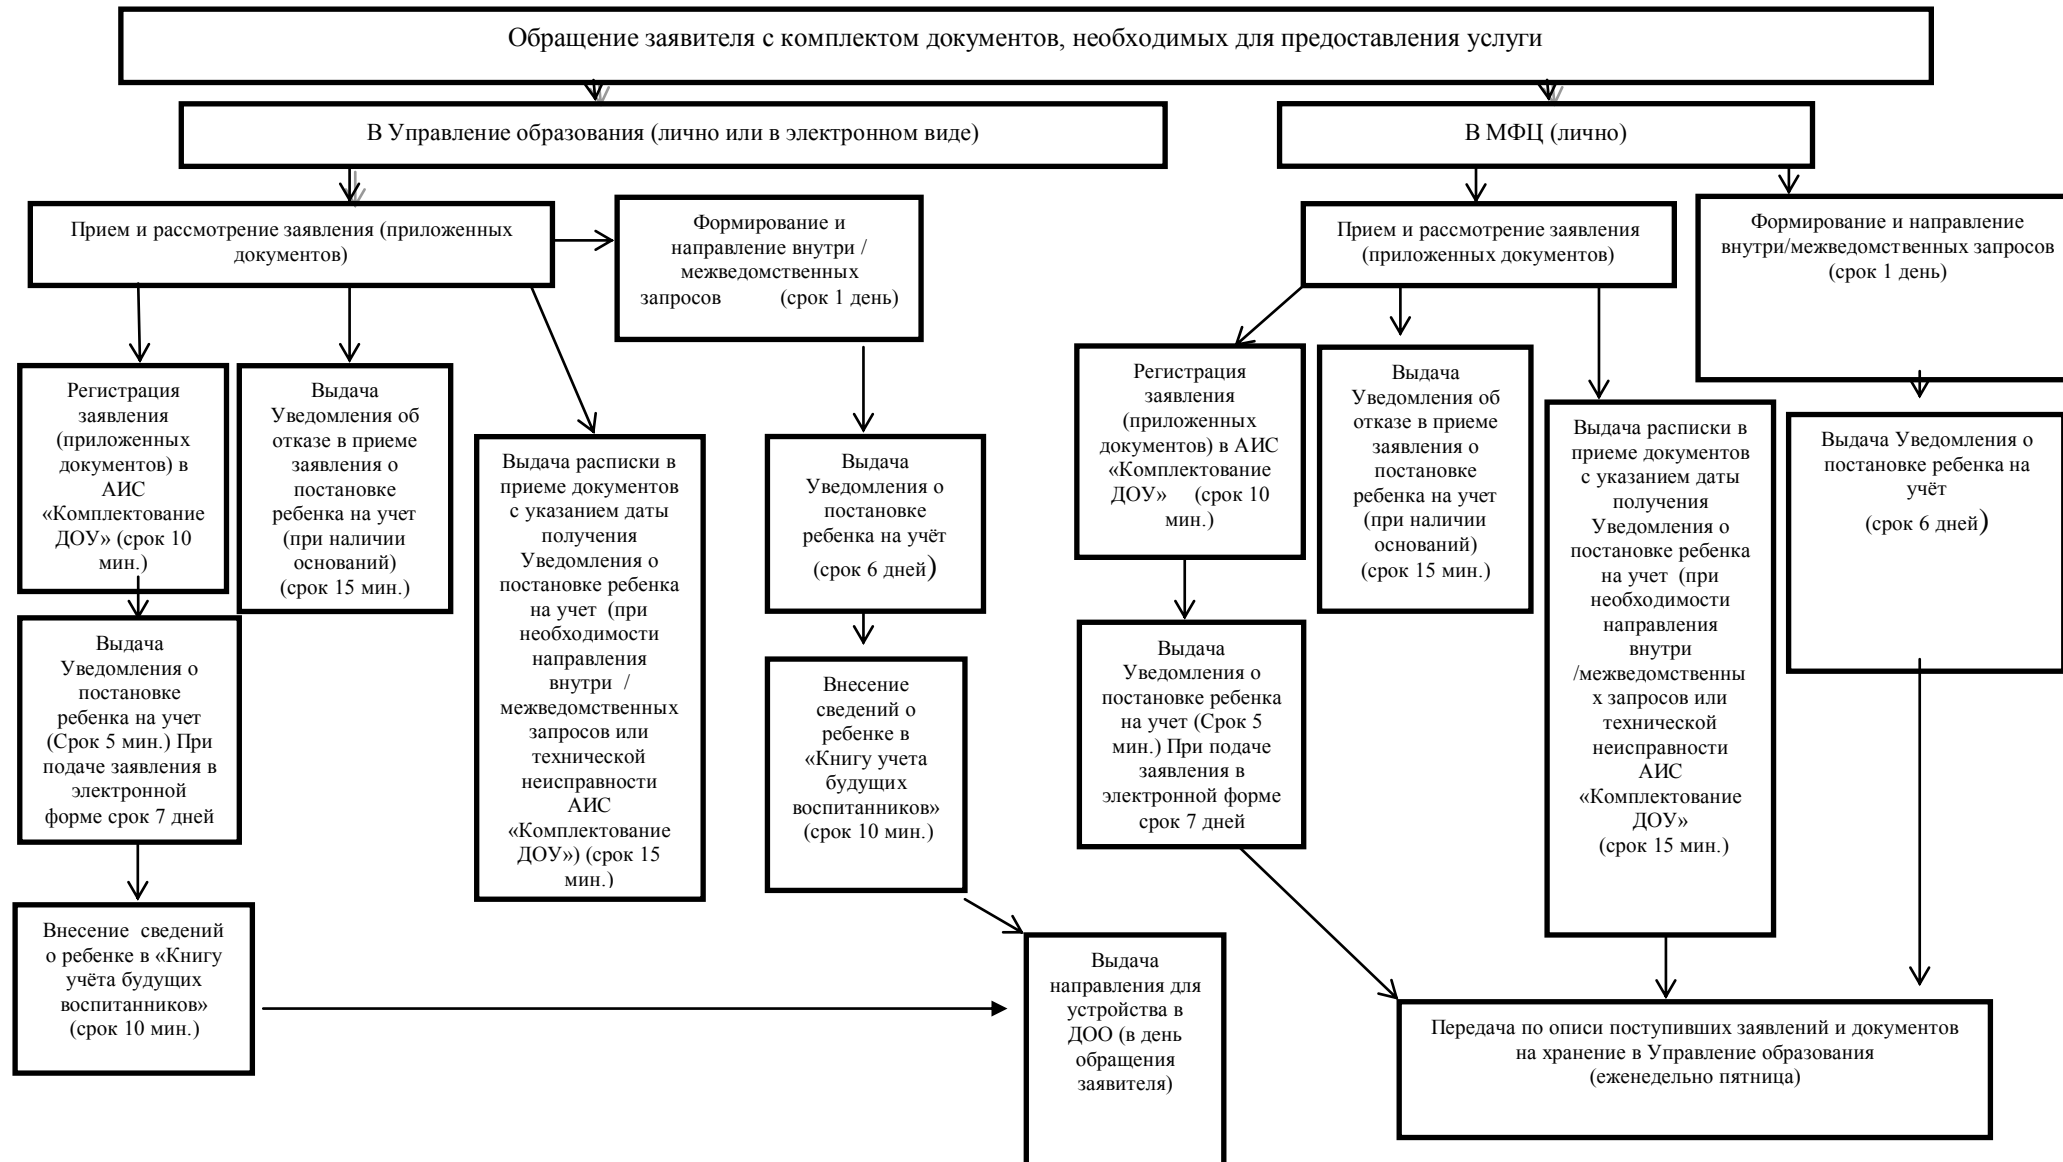 Обращение заявителя с комплектом документов, необходимых для предоставления услуги
В Управление образования (лично или в электронном виде)
В МФЦ (лично)
Прием и рассмотрение заявления (приложенных
документов)
Формирование и
направление внутри /
межведомственных
запросов (срок 1 день)
Прием и рассмотрение заявления
(приложенных документов)
Формирование и направление
внутри/межведомственных запросов
(срок 1 день)
Регистрация
заявления
(приложенных
документов) в
АИС
«Комплектование
ДОУ» (срок 10
мин.)
Выдача
Уведомления об
отказе в приеме
заявления о
постановке
ребенка на учет
(при наличии
оснований)
(срок 15 мин.)
Выдача расписки в
приеме документов
с указанием даты
получения
Уведомления о
постановке ребенка
на учет (при
необходимости
направления
внутри /
межведомственных
запросов или
технической
неисправности
АИС
«Комплектование
ДОУ») (срок 15
мин.)
Выдача
Уведомления о
постановке
ребенка на учёт
(срок 6 дней)
Регистрация
заявления
(приложенных
документов) в АИС
«Комплектование
ДОУ» (срок 10
мин.)
Выдача
Уведомления об
отказе в приеме
заявления о
постановке
ребенка на учет
(при наличии
оснований)
(срок 15 мин.)
Выдача расписки в
приеме документов
с указанием даты
получения
Уведомления о
постановке ребенка
на учет (при
необходимости
направления
внутри
/межведомственны
х запросов или
технической
неисправности
АИС
«Комплектование
ДОУ»
(срок 15 мин.)
Выдача Уведомления о
постановке ребенка на
учёт
(срок 6 дней)
Выдача
Уведомления о
постановке
ребенка на учет
(Срок 5 мин.) При
подаче заявления в
электронной
форме срок 7 дней
Внесение
сведений о
ребенке в
«Книгу учета
будущих
воспитанников»
(срок 10 мин.)
Выдача
Уведомления о
постановке ребенка
на учет (Срок 5
мин.) При подаче
заявления в
электронной форме
срок 7 дней
Внесение сведений
о ребенке в «Книгу
учёта будущих
воспитанников»
(срок 10 мин.)
Выдача
направления для
устройства в
ДОО (в день
обращения
заявителя)
Передача по описи поступивших заявлений и документов
на хранение в Управление образования
(еженедельно пятница)